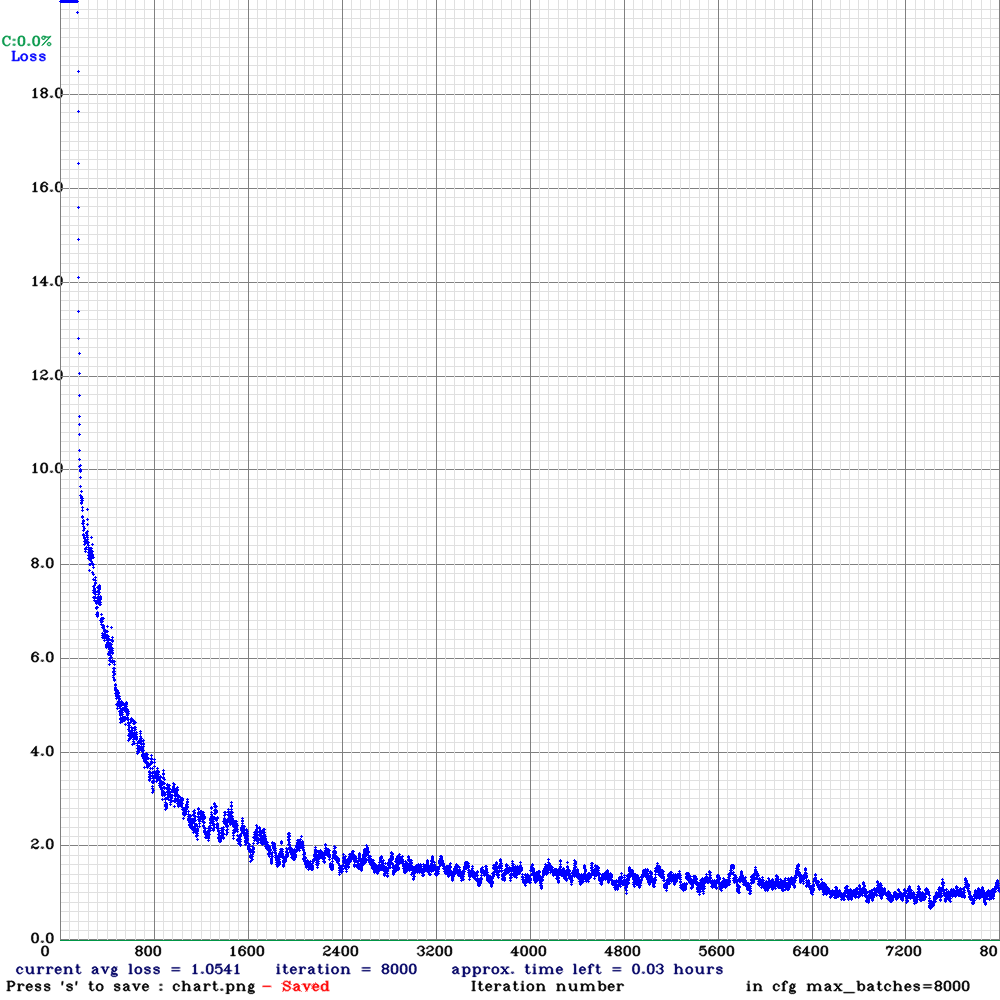 C:0.0%
Loss
18.0
16.0
14.0
12.0
10.0
8.0
6.0
4.0
2.0
0.0
0 800 1600 2400 3200 4000 4800 5600 6400 7200 80
current avg loss = 1.0541 iteration = 8000 approx. time left = 0.03 hours
Press 's' to save : chart.png - Saved Iteration number in cfg max_batches=8000